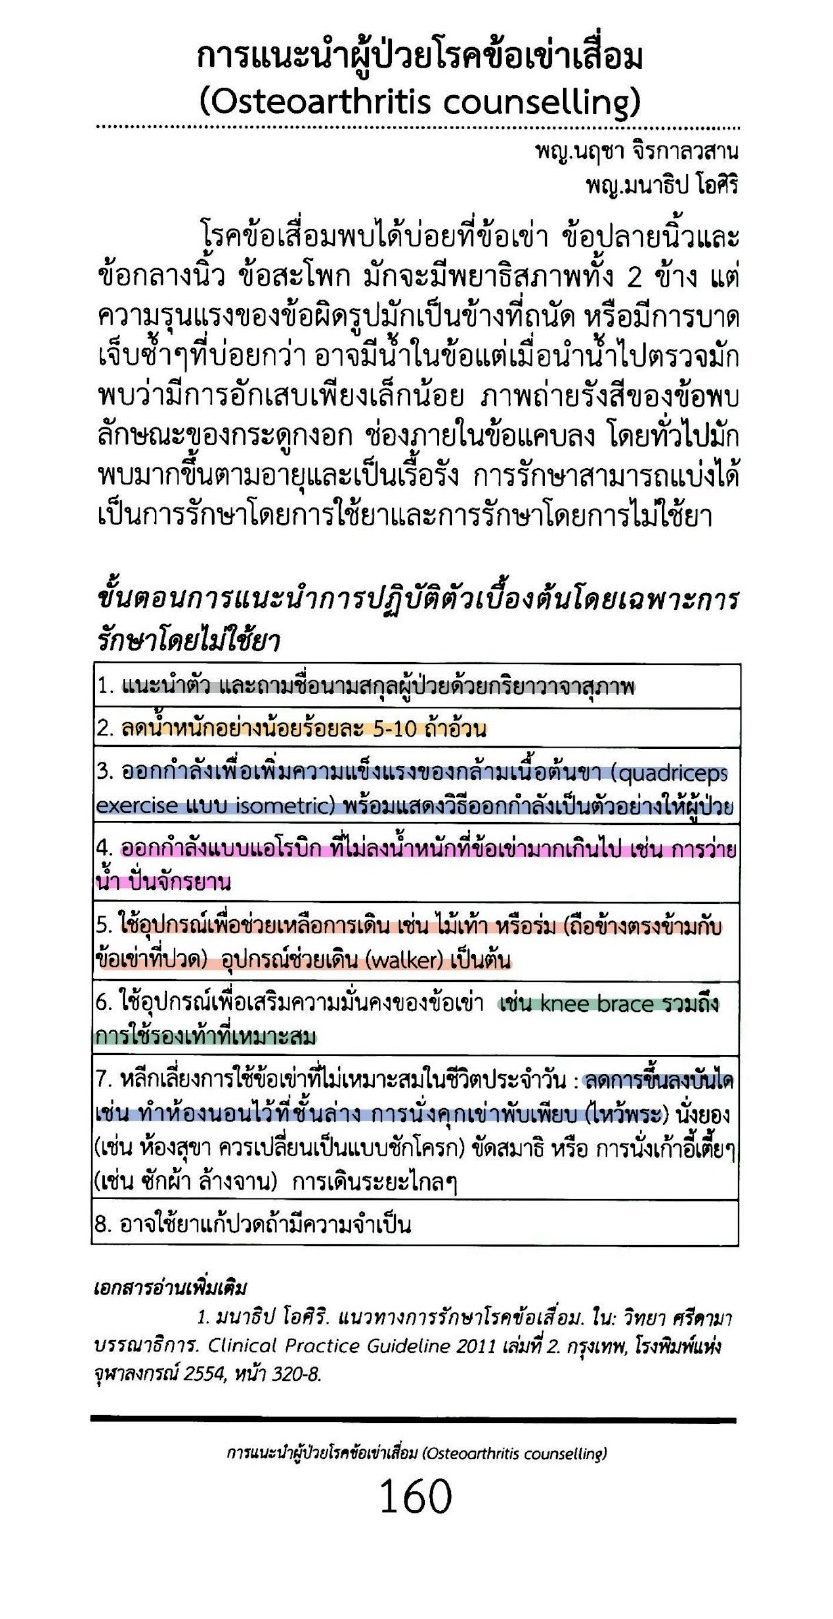 การแนะนำผู้ป่วยโรคข้อเข่าเสื่อม
(Osteoarthritis counselling)
พญ.นฤชา จิรกาลวสาน
พญ.มนาธิป โอศิริ
โรคข้อเสื่อมพบได้บ่อยที่ข้อเข่า ข้อปลายนิ้วและ
ข้อกลางนิ้ว ข้อสะโพก มักจะมีพยาธิสภาพทั้ง 2 ข้าง แต่
ความรุนแรงของข้อผิดรูปมักเป็นข้างที่ถนัด หรือมีการบาด
เจ็บซ้ำๆที่บ่อยกว่า อาจมีน้ำในข้อแต่เมื่อนำน้ำไปตรวจมัก
พบว่ามีการอักเสบเพียงเล็กน้อย ภาพถ่ายรังสีของข้อพบ
ลักษณะของกระดูกงอก ช่องภายในข้อแคบลง โดยทั่วไปมัก
พบมากขึ้นตามอายุและเป็นเรื้อรัง การรักษาสามารถแบ่งได้
เป็นการรักษาโดยการใช้ยาและการรักษาโดยการไม่ใช้ยา
ขั้นตอนการแนะนำการปฏิบัติตัวเบื้องต้นโดยเฉพาะการ
รักษาโดยไม่ใช้ยา
1. แนะนำตัว และถามชื่อนามสกุลผู้ป่วยด้วยกริยาวาจาสุภาพ
2. ลดน้ำหนักอย่างน้อยร้อยละ 5-10 ถ้าอ้วน
3. ออกกำลังเพื่อเพิ่มความแข็งแรงของกล้ามเนื้อต้นขา (quadriceps
exercise แบบ isometric) พร้อมแสดงวิธีออกกำลังเป็นตัวอย่างให้ผู้ป่วย
4. ออกกำลังแบบแอโรบิก ที่ไม่ลงน้ำหนักที่ข้อเข่ามากเกินไป เช่น การว่าย
น้ำ ปั่นจักรยาน
5. ใช้อุปกรณ์เพื่อช่วยเหลือการเดิน เช่น ไม้เท้า หรือร่ม (ถือข้างตรงข้ามกับ
ข้อเข่าที่ปวด) อุปกรณ์ช่วยเดิน (walker) เป็นต้น
6. ใช้อุปกรณ์เพื่อเสริมความมั่นคงของข้อเข่า เช่น knee brace รวมถึง
การใช้รองเท้าที่เหมาะสม
7. หลีกเลี่ยงการใช้ข้อเข่าที่ไม่เหมาะสมในชีวิตประจำวัน : ลดการขึ้นลงบันได
เช่น ทำห้องนอนไว้ที่ชั้นล่าง การนั่งคุกเข่าพับเพียบ (ไหว้พระ) นั่งยอง
(เช่น ห้องสุขา ควรเปลี่ยนเป็นแบบชักโครก) ขัดสมาธิ หรือ การนั่งเก้าอี้เตี้ยๆ
(เช่น ซักผ้า ล้างจาน) การเดินระยะไกลๆ
8. อาจใช้ยาแก้ปวดถ้ามีความจำเป็น
เอกสารอ่านเพิ่มเติม
1. มนาธิป โอศิริ. แนวทางการรักษาโรคข้อเสื่อม. ใน: วิทยา ศรีดามา
บรรณาธิการ. Clinical Practice Guideline 2011 เล่มที่ 2. กรุงเทพ, โรงพิมพ์แห่ง
จุฬาลงกรณ์ 2554, หน้า 320-8.
การแนะนำผู้ป่วยโรคข้อเข่าเสื่อม (Osteoarthritis counselling)
160